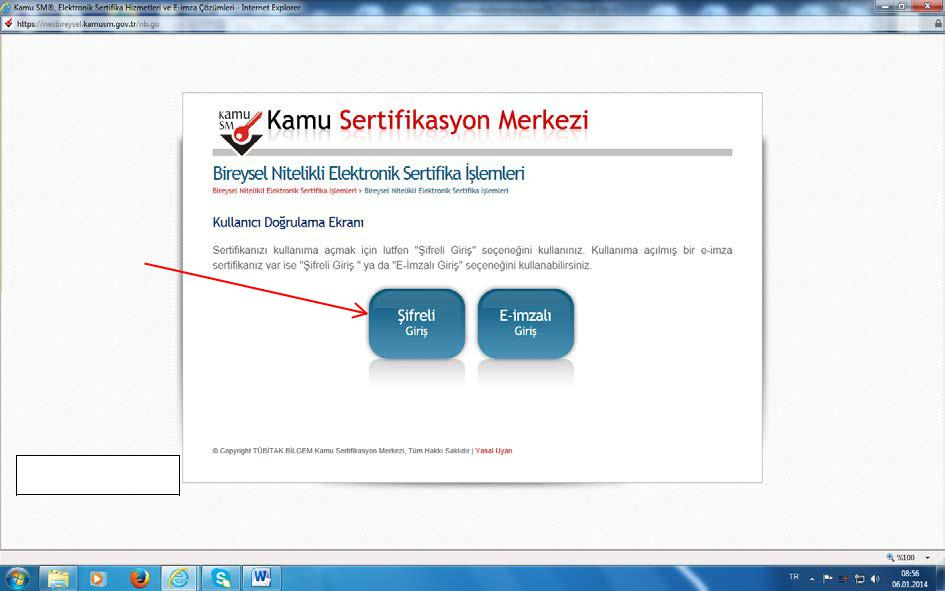 Kamu SM®, Elektronik Sertifika Hizmetleri ve E-imza Çözümleri - Internet Explorer
https://nesbireysel.kamusm.gov.tr/nb.go
kamu SM Kamu Sertifikasyon Merkezi
Bireysel Nitelikli Elektronik Sertifika İşlemleri
Bireysel Nitelikli Elektronik Sertifika İşlemleri > Bireysel Nitelikli Elektronik Sertifika İşlemleri
Kullanıcı Doğrulama Ekranı
Sertifikanızı kullanıma açmak için lütfen "Şifreli Giriş" seçeneğini kullanınız. Kullanıma açılmış bir e-imza
sertifikanız var ise "Şifreli Giriş " ya da "E-İmzalı Giriş" seçeneğini kullanabilirsiniz.
Şifreli
Giriş
E-imzalı
Giriş
© Copyright TÜBİTAK BİLGEM Kamu Sertifikasyon Merkezi, Tüm Hakkı Saklıdır | Yasal Uyarı
%100
TR
08:56
06.01.2014